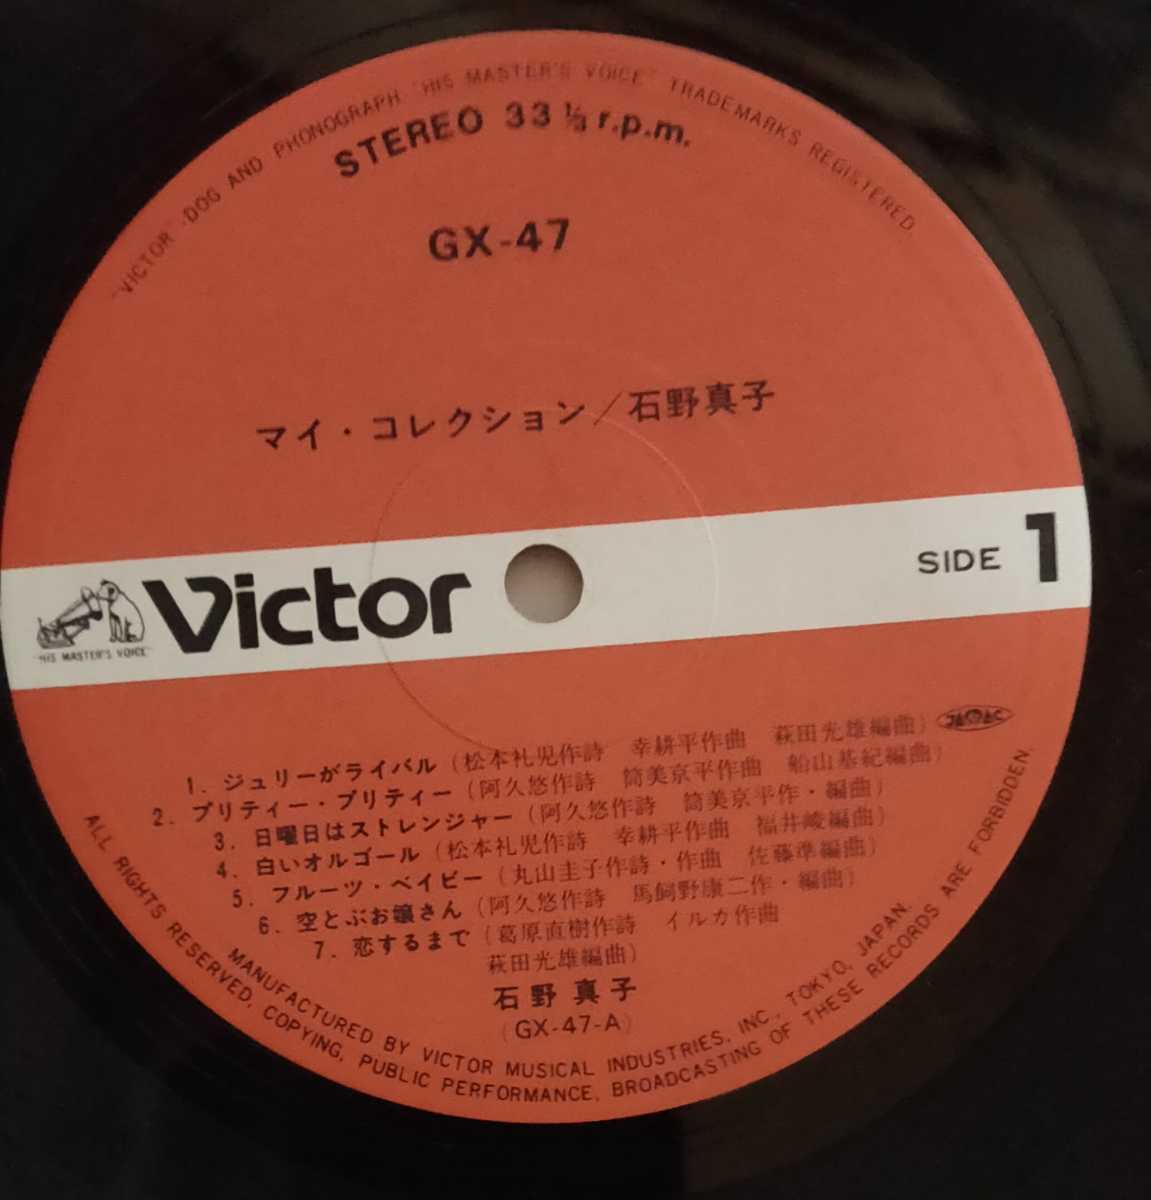 "VICTOR" -DOG AND PHONOGRAPH "HIS MASTER'S VOICE" TRADEMARKS REGISTERED.
STEREO 33 ⅓ r.p.m.
GX-47
マイ・コレクション/石野真子
SIDE 1
Victor
"HIS MASTER'S VOICE"
JASRAC
1. ジュリーがライバル (松本礼児作詩 幸耕平作曲 萩田光雄編曲)
2. プリティー・プリティー (阿久悠作詩 筒美京平作曲 船山基紀編曲)
3. 日曜日はストレンジャー (阿久悠作詩 筒美京平作・編曲)
4. 白いオルゴール (松本礼児作詩 幸耕平作曲 福井崚編曲)
5. フルーツ・ベイビー (丸山圭子作詩・作曲 佐藤準編曲)
6. 空とぶお嬢さん (阿久悠作詩 馬飼野康二作・編曲)
7. 恋するまで (葛原直樹作詩 イルカ作曲
萩田光雄編曲)
石野真子
(GX-47-A)
MANUFACTURED BY VICTOR MUSICAL INDUSTRIES, INC., TOKYO, JAPAN.
ALL RIGHTS RESERVED, COPYING, PUBLIC PERFORMANCE, BROADCASTING OF THESE RECORDS ARE FORBIDDEN.